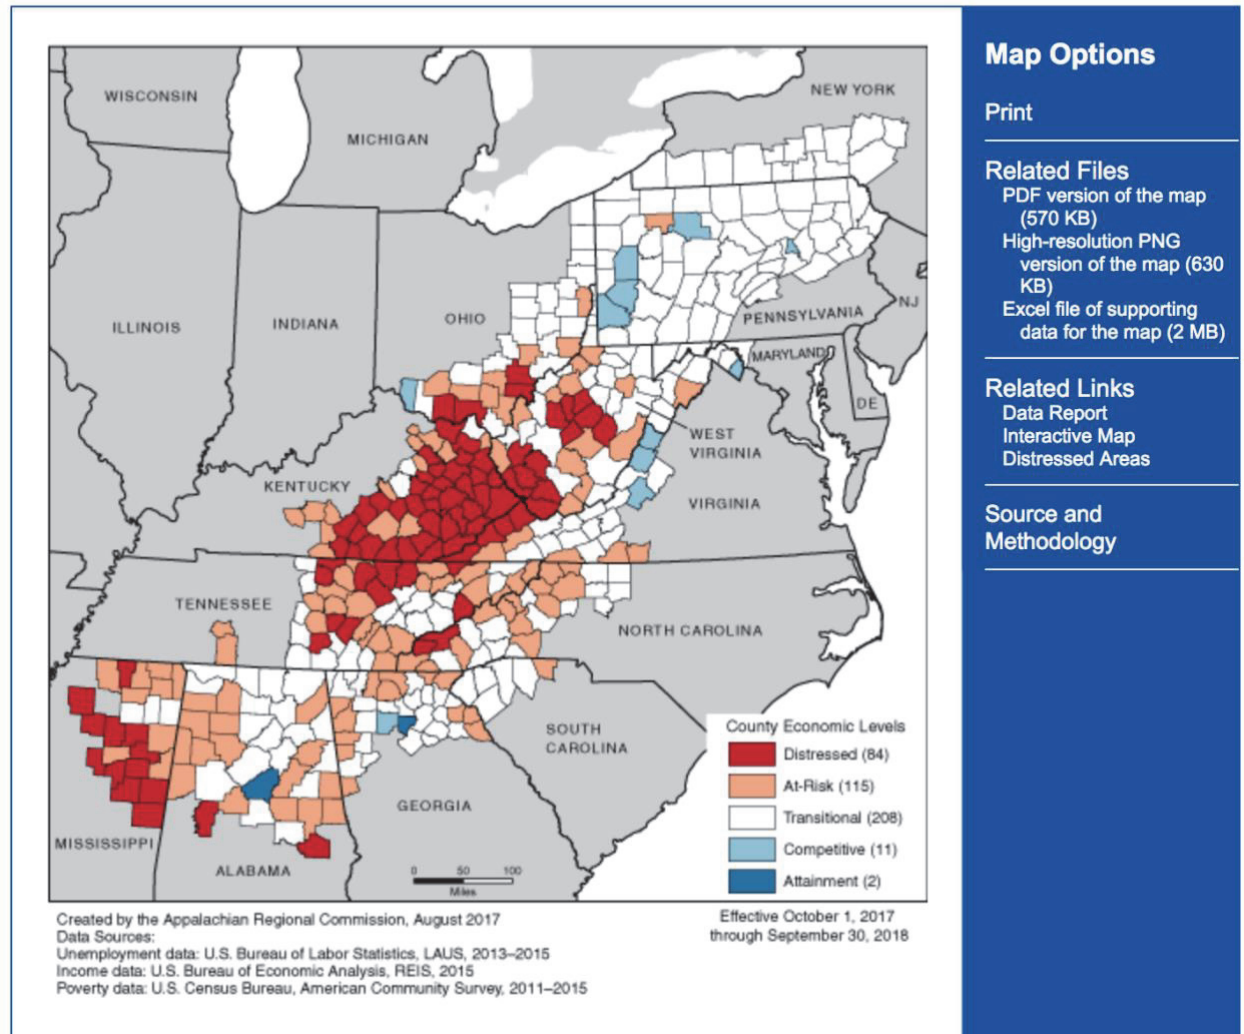 WISCONSIN
MICHIGAN
NEW YORK
ILLINOIS
INDIANA
OHIO
PENNSYLVANIA
NJ
MARYLAND
DE
WEST
VIRGINIA
KENTUCKY
VIRGINIA
TENNESSEE
NORTH CAROLINA
SOUTH
CAROLINA
GEORGIA
MISSISSIPPI
ALABAMA
0 50 100
Miles
County Economic Levels
Distressed (84)
At-Risk (115)
Transitional (208)
Competitive (11)
Attainment (2)
Created by the Appalachian Regional Commission, August 2017
Data Sources:
Unemployment data: U.S. Bureau of Labor Statistics, LAUS, 2013–2015
Income data: U.S. Bureau of Economic Analysis, REIS, 2015
Poverty data: U.S. Census Bureau, American Community Survey, 2011–2015
Effective October 1, 2017
through September 30, 2018
Map Options
Print
Related Files
PDF version of the map
(570 KB)
High-resolution PNG
version of the map (630
KB)
Excel file of supporting
data for the map (2 MB)
Related Links
Data Report
Interactive Map
Distressed Areas
Source and
Methodology